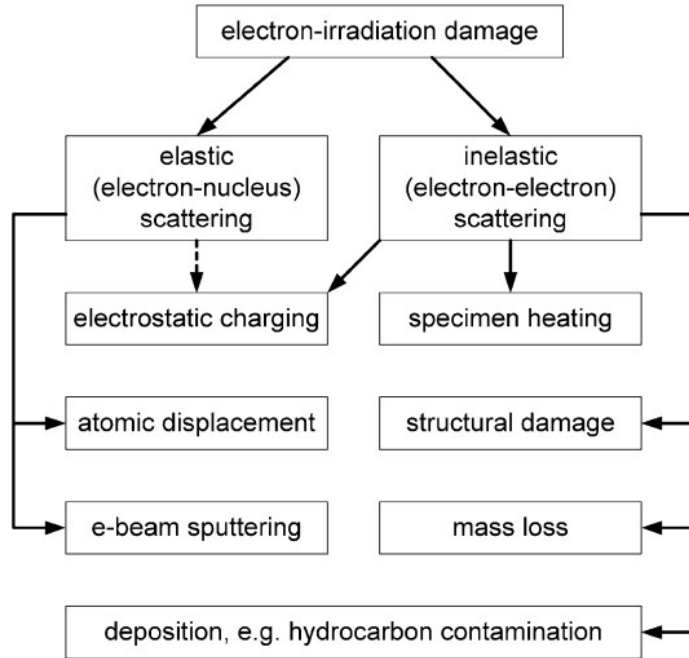 electron-irradiation damage
elastic
(electron-nucleus)
scattering
inelastic
(electron-electron)
scattering
electrostatic charging
specimen heating
atomic displacement
structural damage
e-beam sputtering
mass loss
deposition, e.g. hydrocarbon contamination